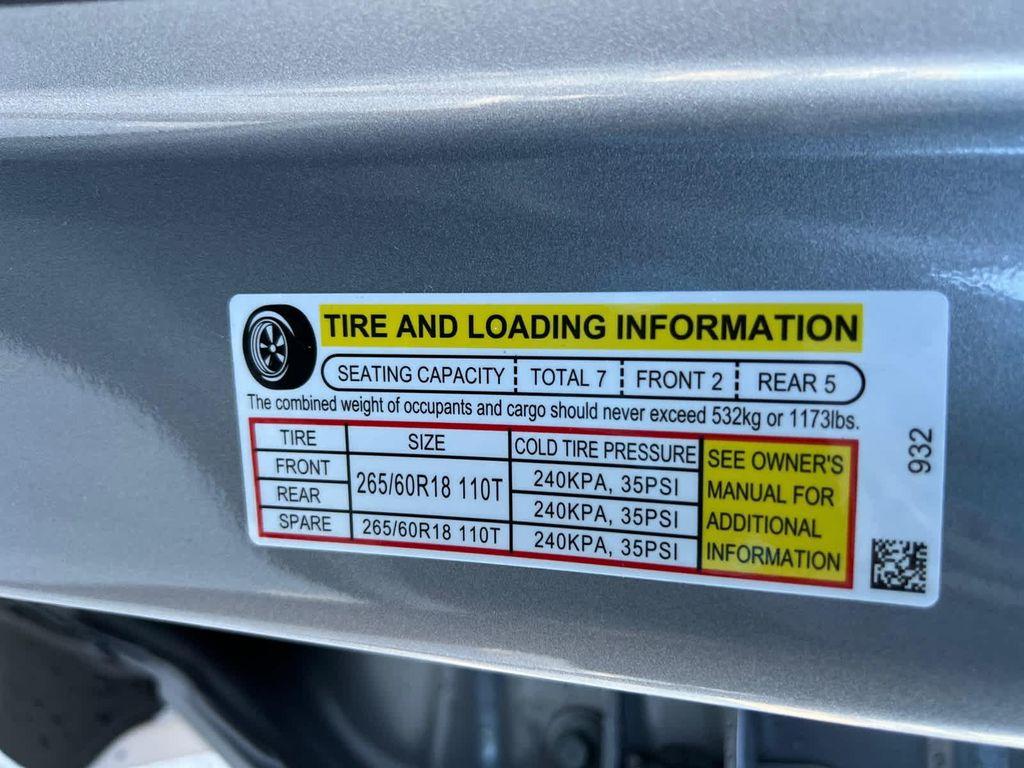 TIRE AND LOADING INFORMATION
SEATING CAPACITY TOTAL 7 FRONT 2 REAR 5
The combined weight of occupants and cargo should never exceed 532kg or 1173lbs.
TIRE SIZE COLD TIRE PRESSURE
FRONT 265/60R18 110T 240KPA, 35PSI
REAR 240KPA, 35PSI
SPARE 265/60R18 110T 240KPA, 35PSI
SEE OWNER'S
MANUAL FOR
ADDITIONAL
INFORMATION
932